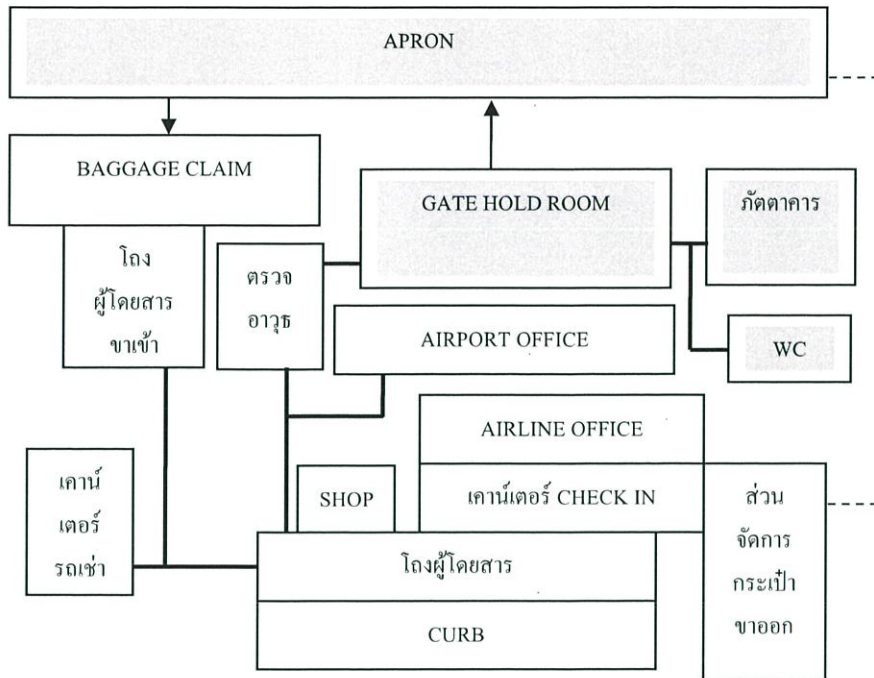 APRON
BAGGAGE CLAIM
GATE HOLD ROOM
ภัตตาคาร
โถง
ผู้โดยสาร
ขาเข้า
ตรวจ
อาวุธ
AIRPORT OFFICE
WC
AIRLINE OFFICE
เคาน์
เตอร์
รถเช่า
SHOP
เคาน์เตอร์ CHECK IN
ส่วน
จัดการ
กระเป๋า
ขาออก
โถงผู้โดยสาร
CURB